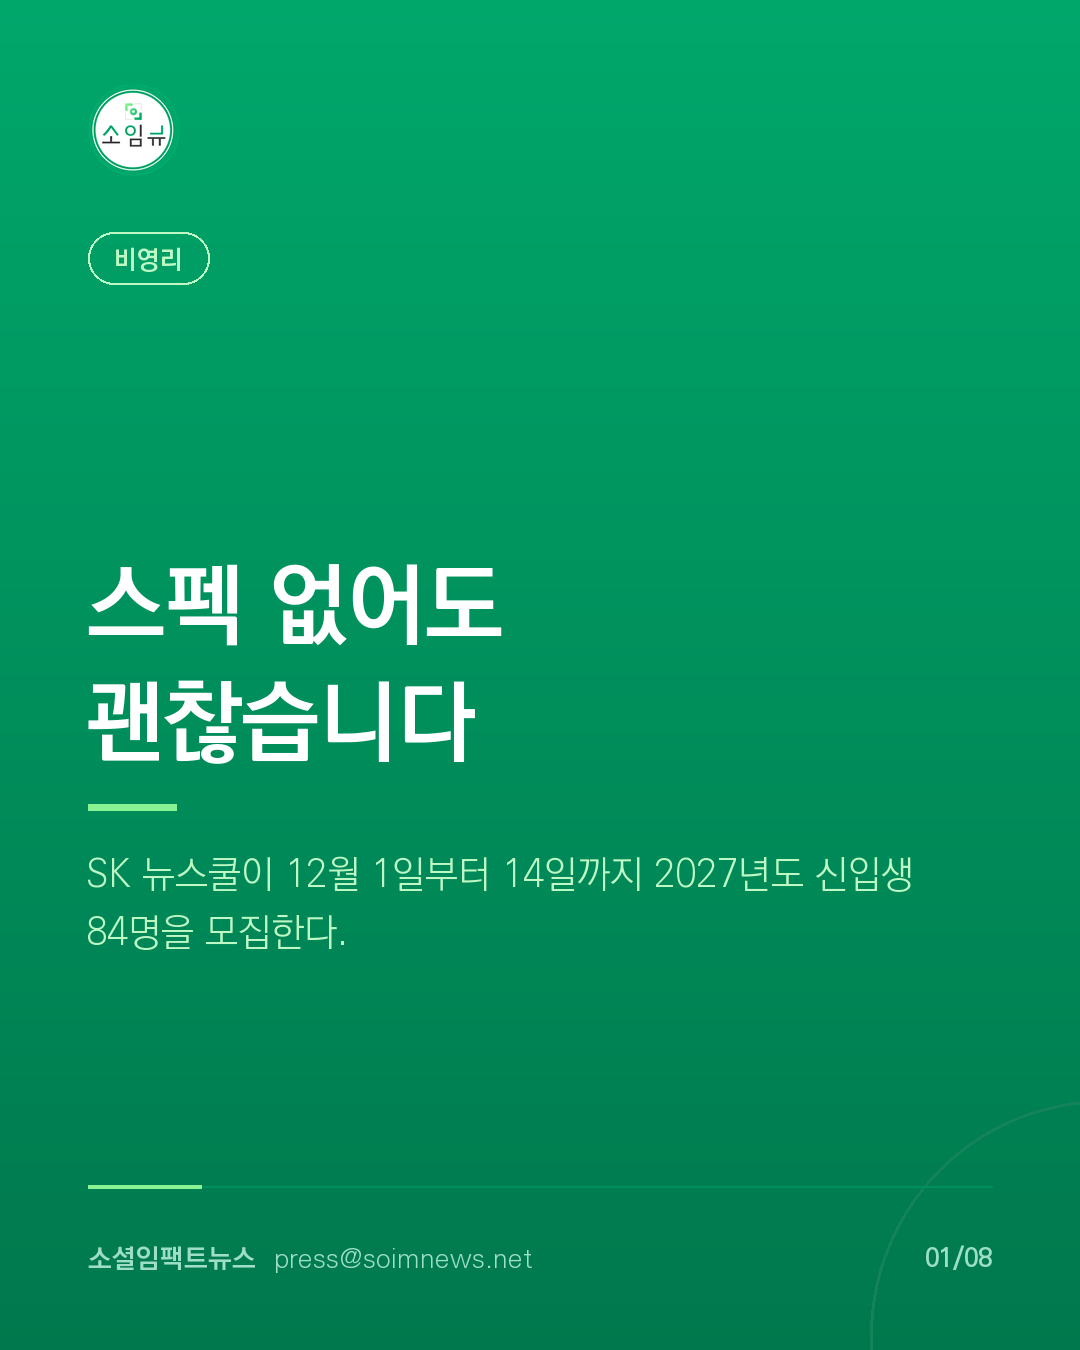 소임뉴
비영리
스펙 없어도
괜찮습니다
SK 뉴스쿨이 12월 1일부터 14일까지 2027년도 신입생
84명을 모집한다.
소셜임팩트뉴스 press@soimnews.net
01/08